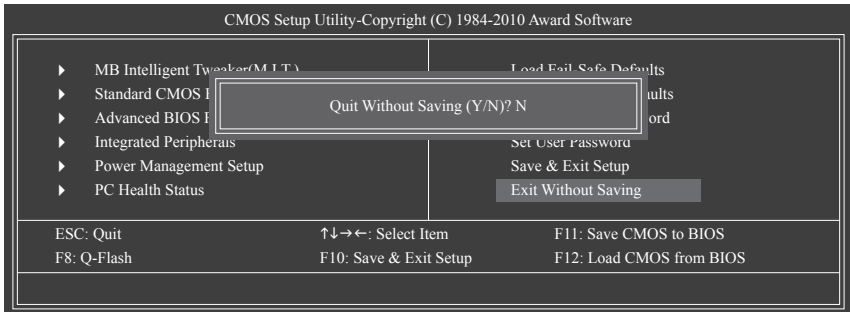 CMOS Setup Utility-Copyright (C) 1984-2010 Award Software
MB Intelligent Tweaker(M.I.T.)
Standard CMOS
Advanced BIOS
Integrated Peripherals
Power Management Setup
PC Health Status
Load Fail-Safe Defaults
Set User Password
Save & Exit Setup
Exit Without Saving
Quit Without Saving (Y/N)? N
ESC: Quit ↑↓→←: Select Item F11: Save CMOS to BIOS
F8: Q-Flash F10: Save & Exit Setup F12: Load CMOS from BIOS